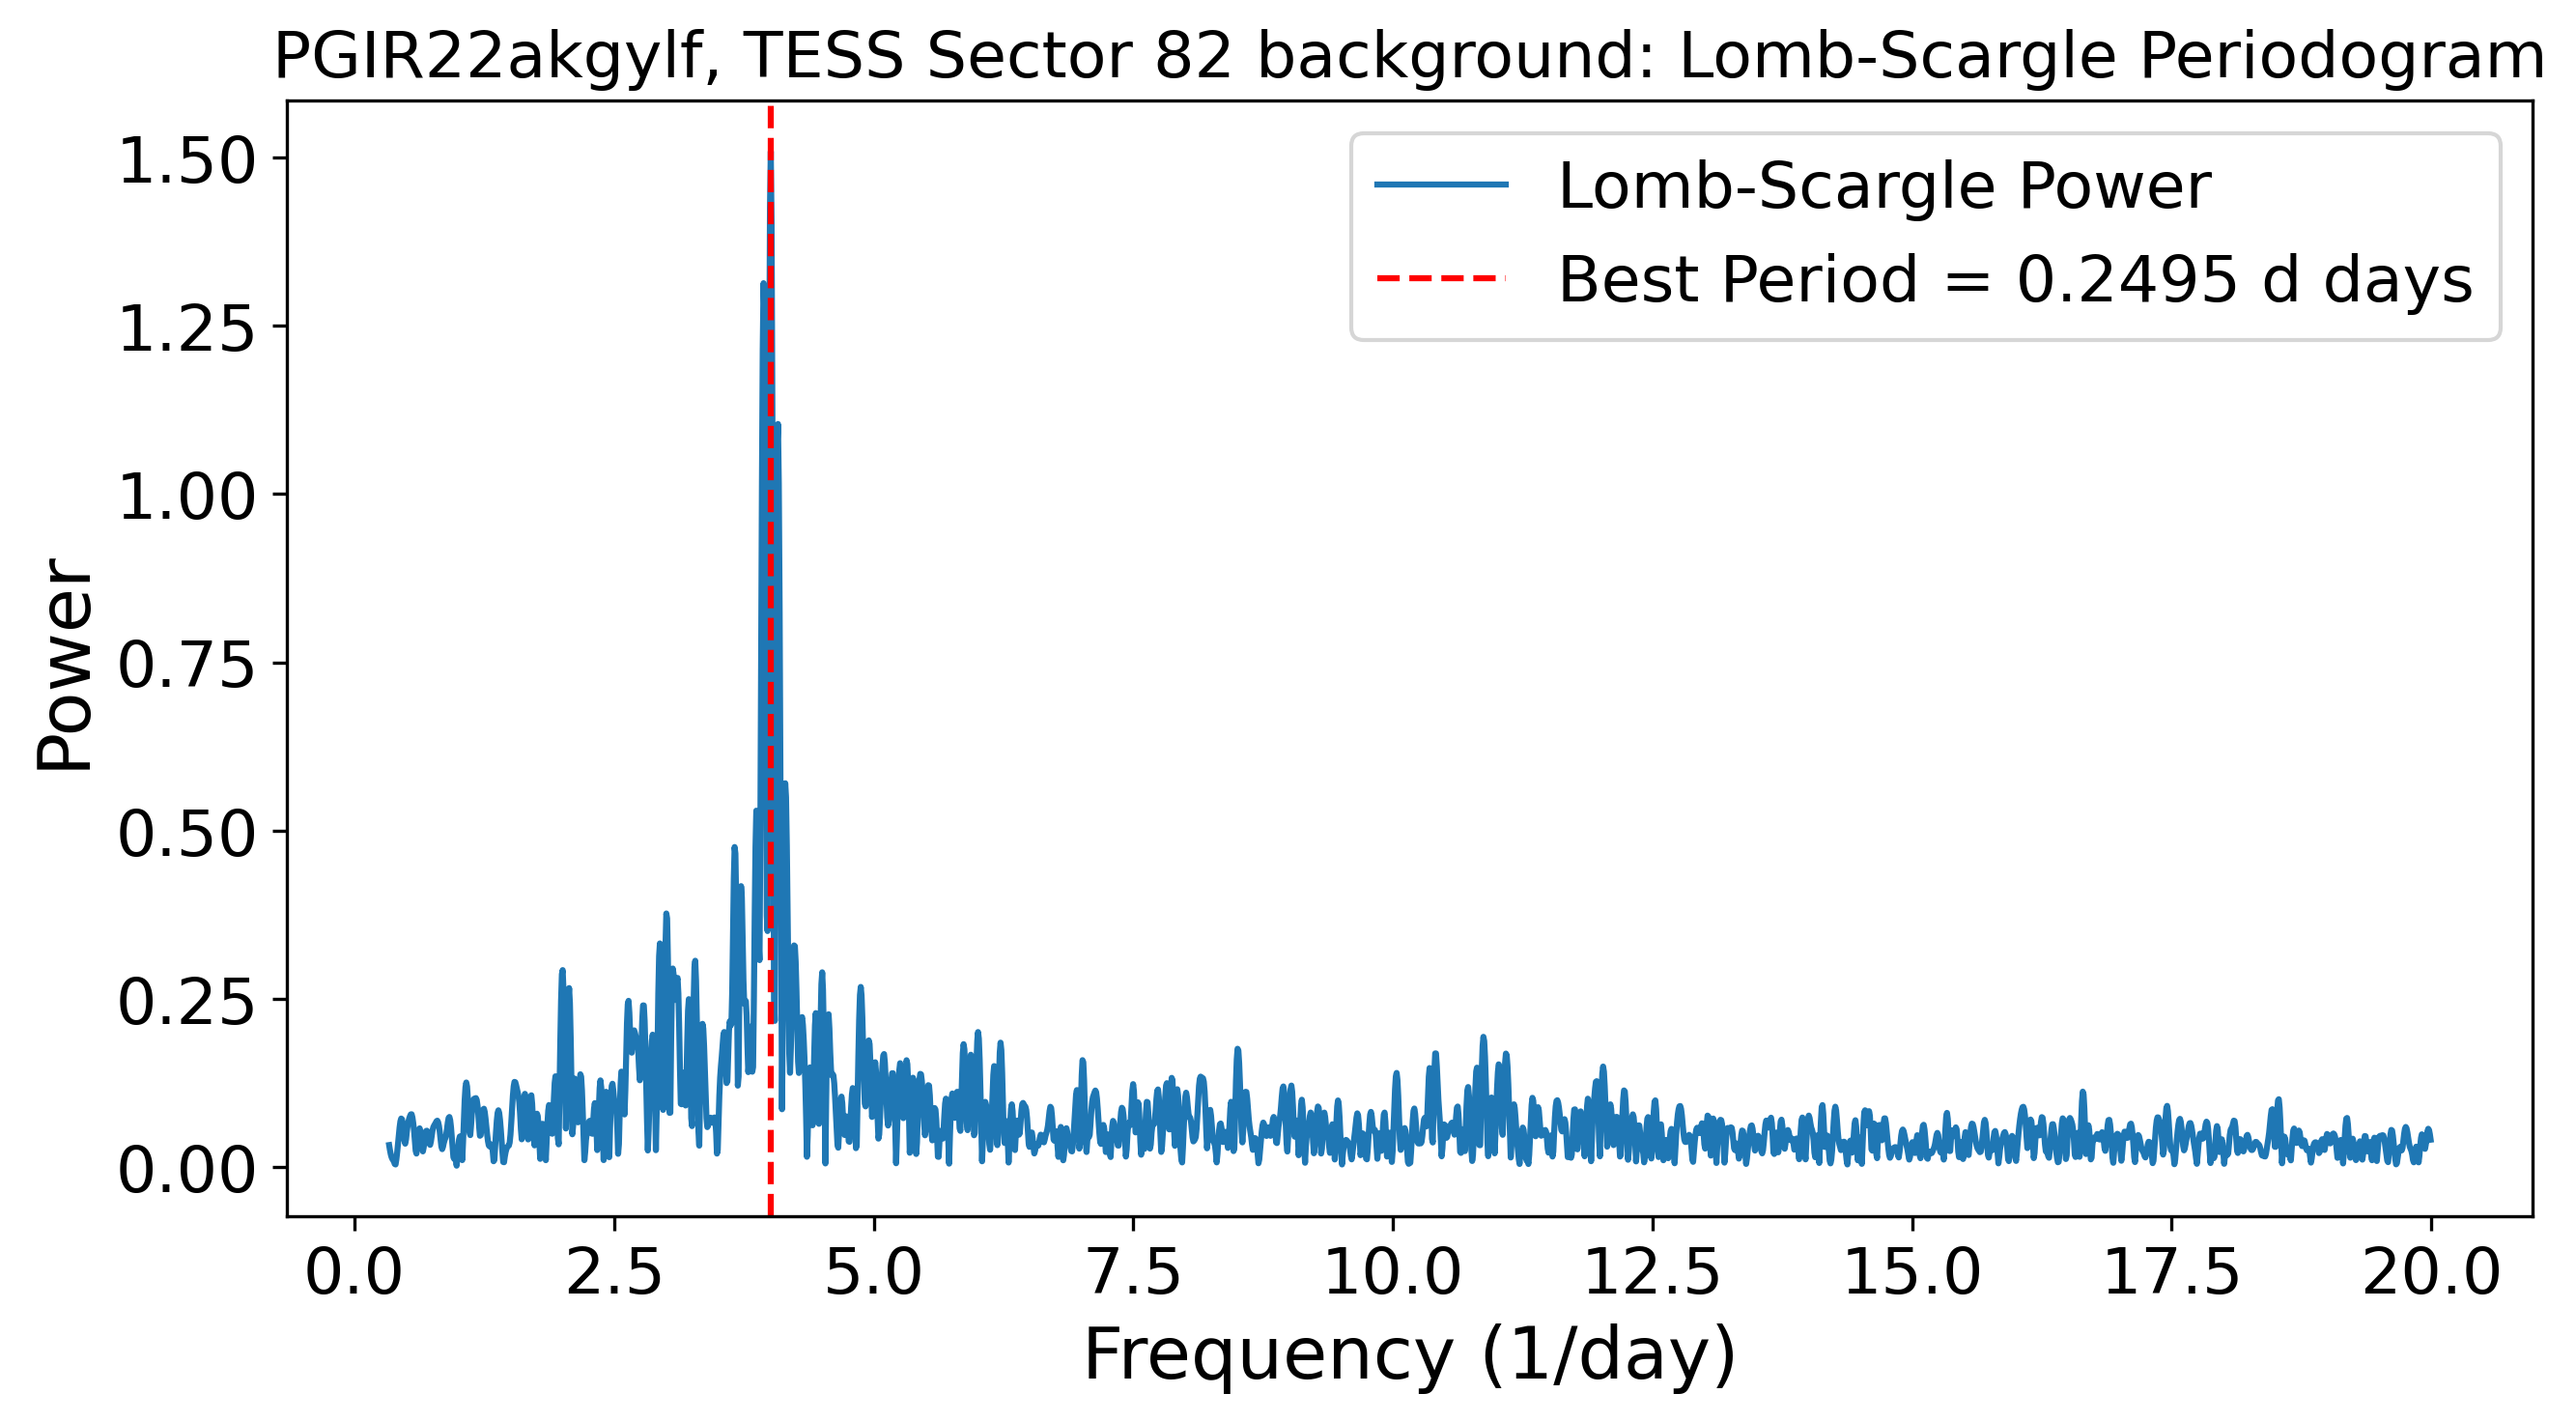 PGIR22akgylf, TESS Sector 82 background: Lomb-Scargle Periodogram
Lomb-Scargle Power
Best Period = 0.2495 d days
Power
1.50
1.25
1.00
0.75
0.50
0.25
0.00
0.0 2.5 5.0 7.5 10.0 12.5 15.0 17.5 20.0
Frequency (1/day)